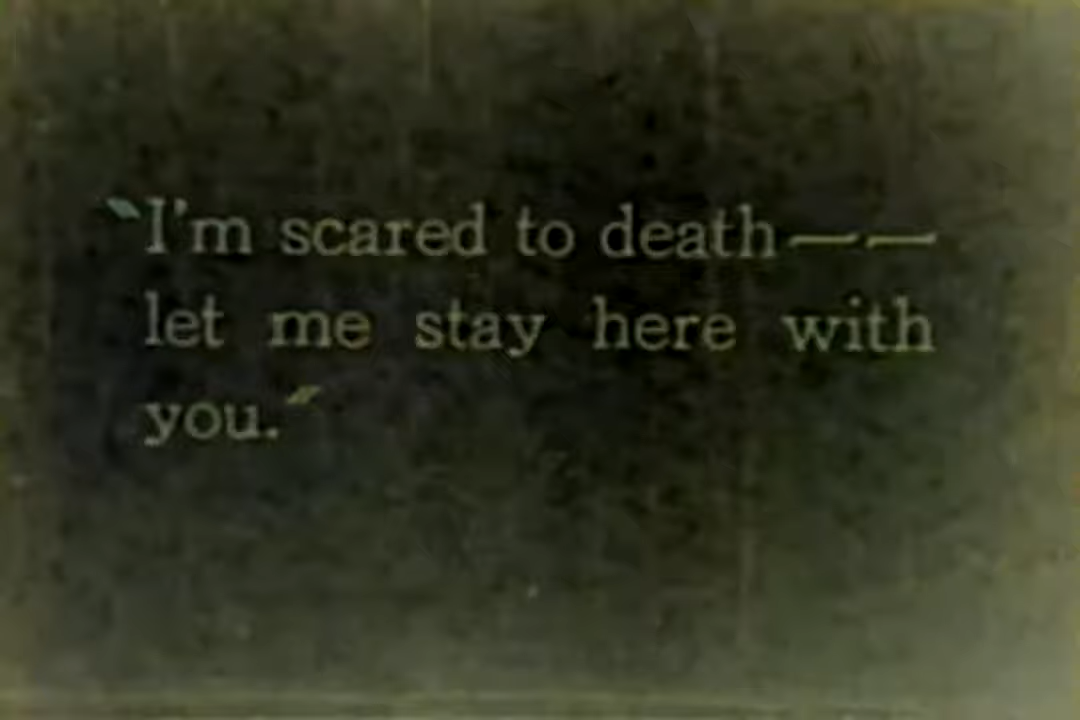 "I'm scared to death——
let me stay here with
you."